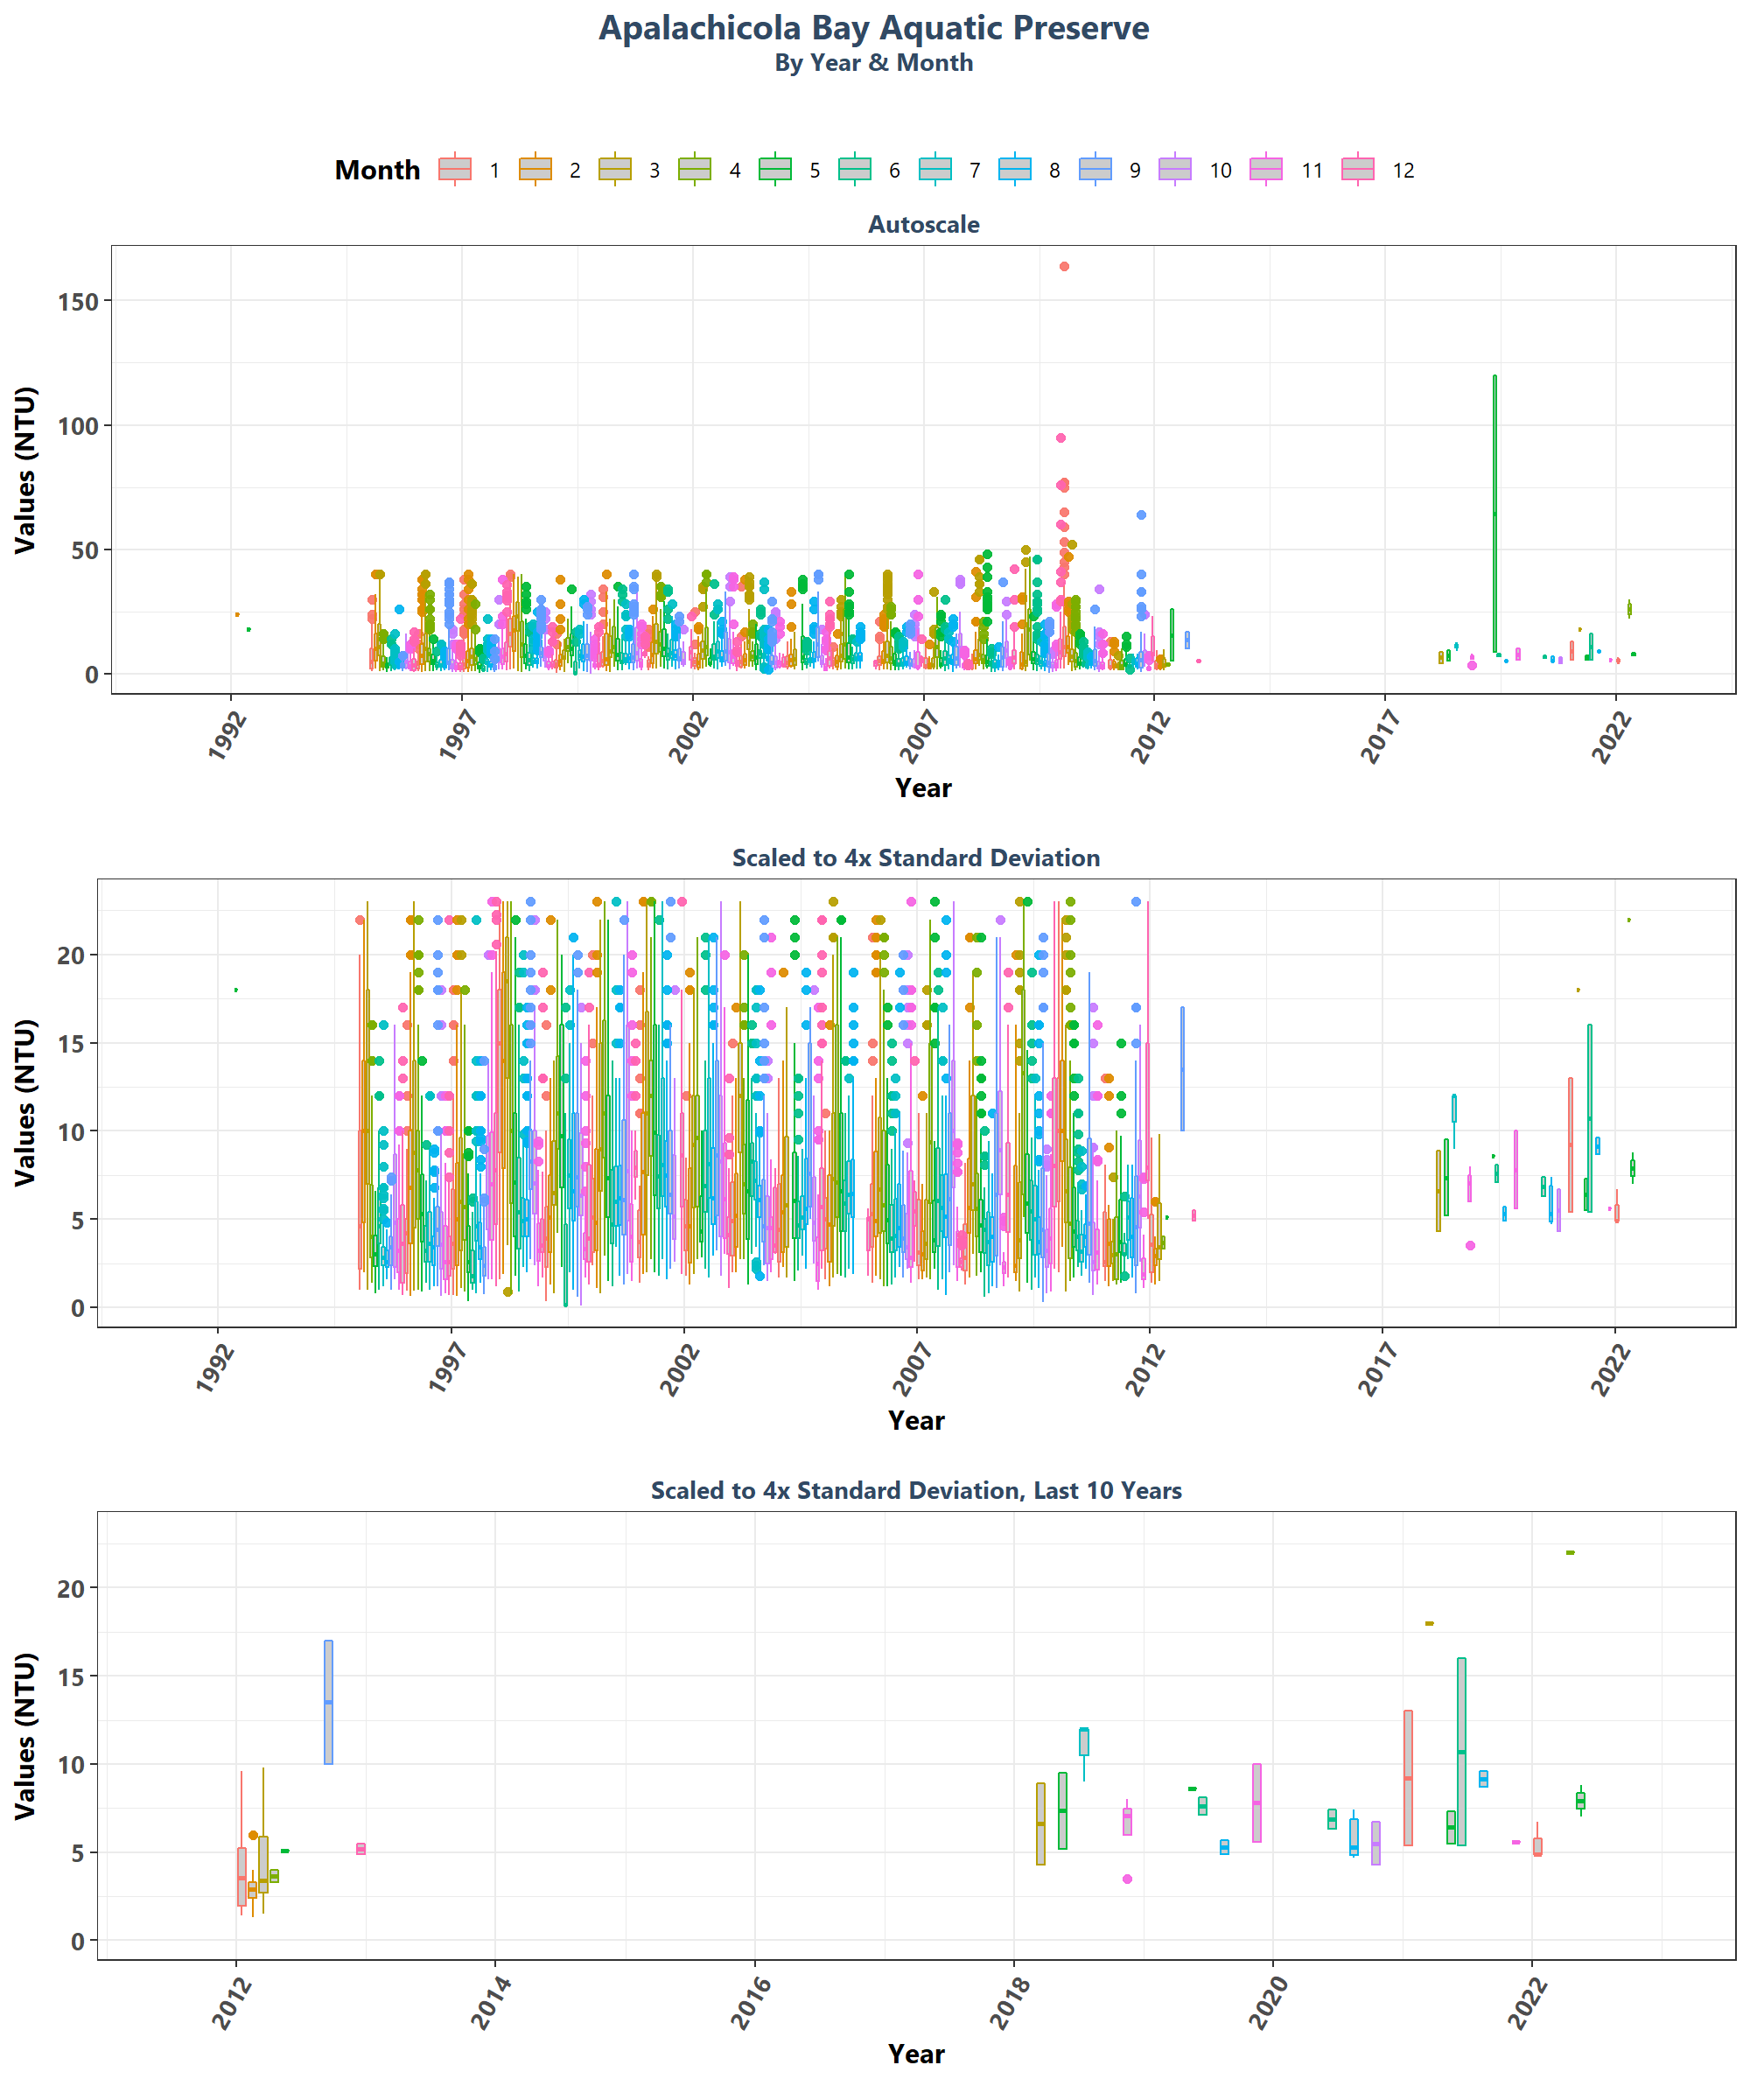 Apalachicola Bay Aquatic Preserve
By Year & Month
Month 1 2 3 4 5 6 7 8 9 10 11 12
Autoscale
Values (NTU)
150
100
50
0
1992 1997 2002 2007 2012 2017 2022
Year
Scaled to 4x Standard Deviation
Values (NTU)
20
15
10
5
0
1992 1997 2002 2007 2012 2017 2022
Year
Scaled to 4x Standard Deviation, Last 10 Years
Values (NTU)
20
15
10
5
0
2012 2014 2016 2018 2020 2022
Year